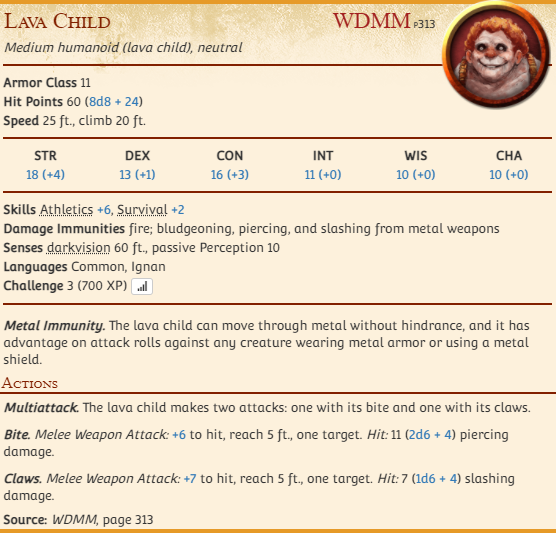 Lava Child WDMM p313
Medium humanoid (lava child), neutral
Armor Class 11
Hit Points 60 (8d8 + 24)
Speed 25 ft., climb 20 ft.
STR DEX CON INT WIS CHA
18 (+4) 13 (+1) 16 (+3) 11 (+0) 10 (+0) 10 (+0)
Skills Athletics +6, Survival +2
Damage Immunities fire; bludgeoning, piercing, and slashing from metal weapons
Senses darkvision 60 ft., passive Perception 10
Languages Common, Ignan
Challenge 3 (700 XP)
Metal Immunity. The lava child can move through metal without hindrance, and it has
advantage on attack rolls against any creature wearing metal armor or using a metal
shield.
Actions
Multiattack. The lava child makes two attacks: one with its bite and one with its claws.
Bite. Melee Weapon Attack: +6 to hit, reach 5 ft., one target. Hit: 11 (2d6 + 4) piercing
damage.
Claws. Melee Weapon Attack: +7 to hit, reach 5 ft., one target. Hit: 7 (1d6 + 4) slashing
damage.
Source: WDMM, page 313